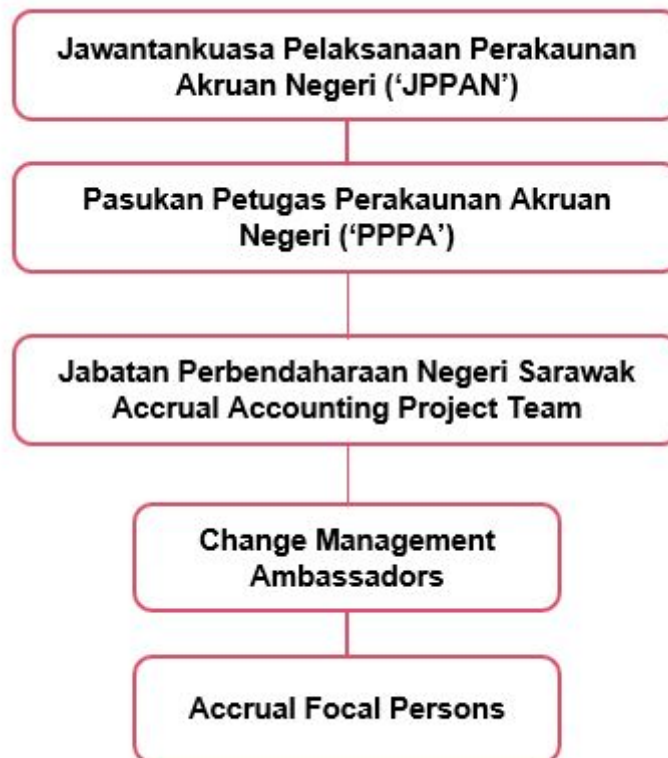 Jawantankuasa Pelaksanaan Perakaunan
Akruan Negeri (‘JPPAN’)
Pasukan Petugas Perakaunan Akruan
Negeri (‘PPPA’)
Jabatan Perbendaharaan Negeri Sarawak
Accrual Accounting Project Team
Change Management
Ambassadors
Accrual Focal Persons